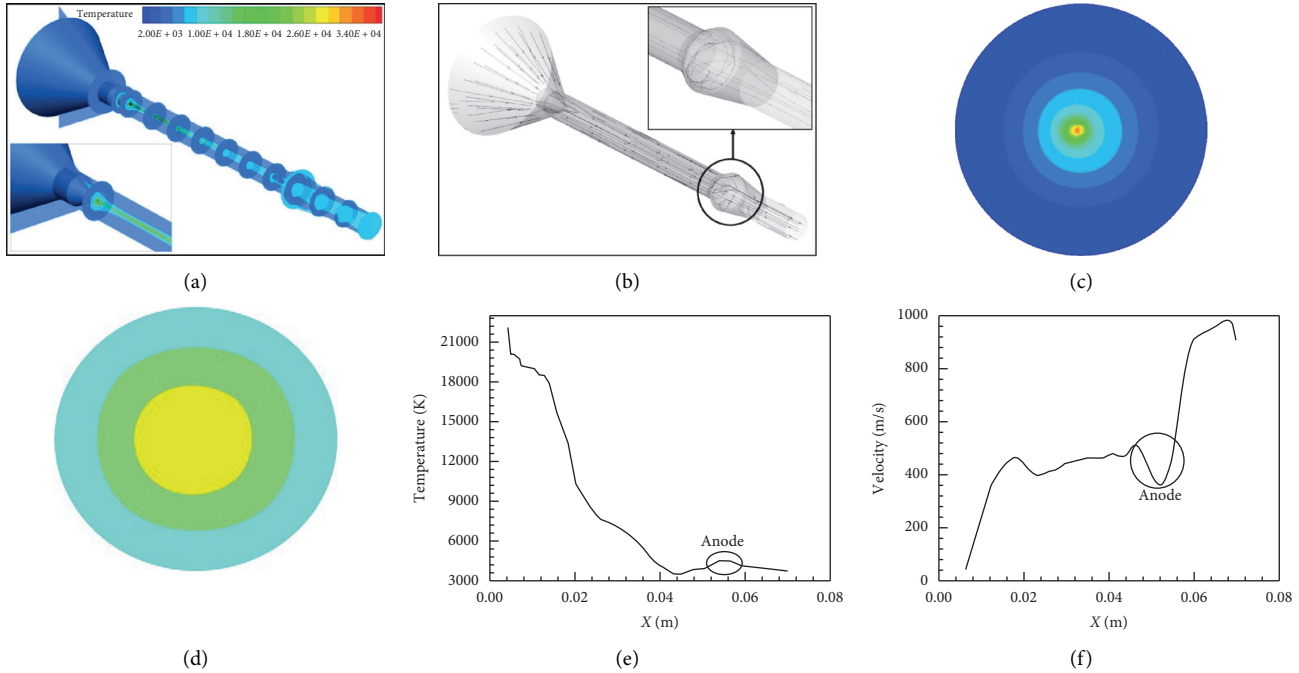 Temperature
2.00E + 03 1.00E + 04 1.80E + 04 2.60E + 04 3.40E + 04
(a)
(b)
(c)
(d)
Temperature (K)
21000
18000
15000
12000
9000
6000
3000
Anode
0.00 0.02 0.04 0.06 0.08
X (m)
(e)
Velocity (m/s)
1000
800
600
400
200
0
Anode
0.00 0.02 0.04 0.06 0.08
X (m)
(f)